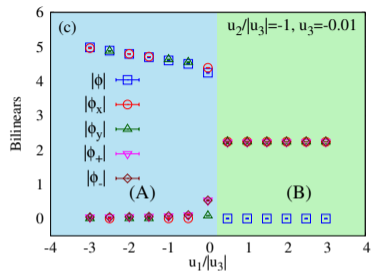 (c)
u₂/|u₃|=-1, u₃=-0.01
6
5
4
3
2
1
0
Bilinears
|ϕ|
|ϕₓ|
|ϕ_y|
|ϕ₊|
|ϕ₋|
(A)
(B)
-4 -3 -2 -1 0 1 2 3 4
u₁/|u₃|